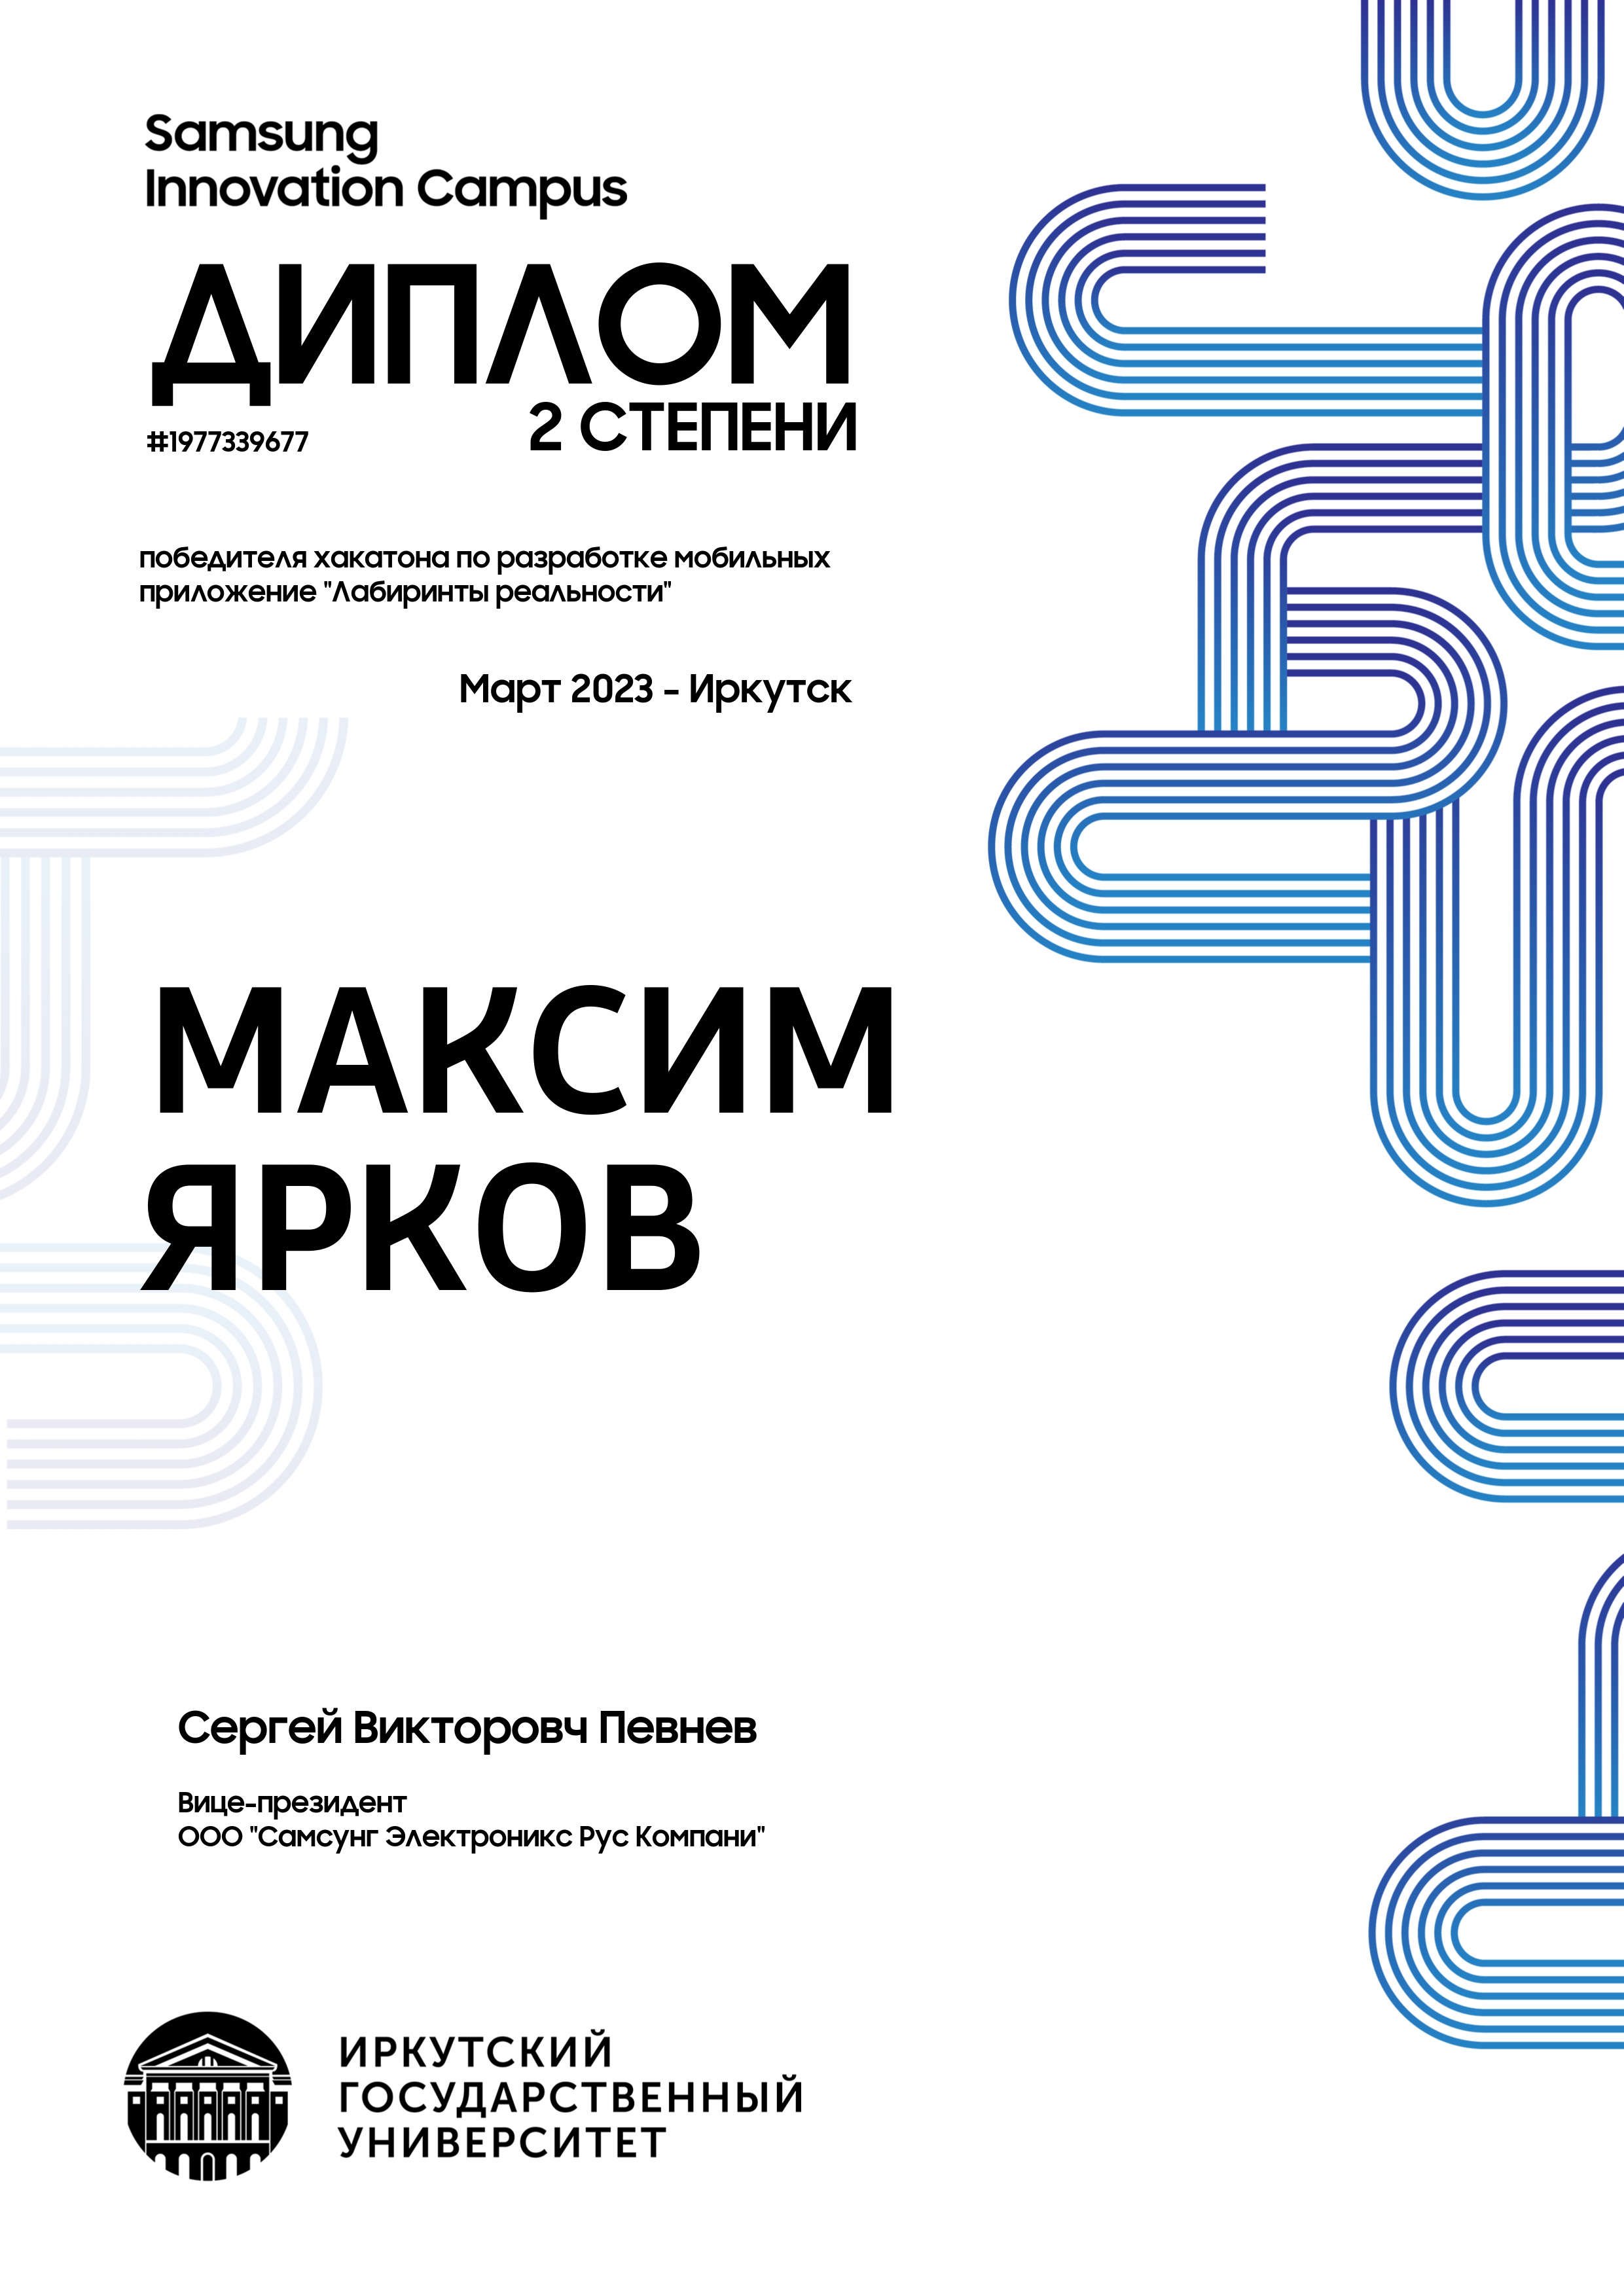 Samsung
Innovation Campus
ДИПЛОМ
2 СТЕПЕНИ
#1977339677
победителя хакатона по разработке мобильных
приложение "Лабиринты реальности"
Март 2023 - Иркутск
МАКСИМ
ЯРКОВ
Сергей Викторовч Певнев
Вице-президент
ООО "Самсунг Электроникс Рус Компани"
ИРКУТСКИЙ
ГОСУДАРСТВЕННЫЙ
УНИВЕРСИТЕТ